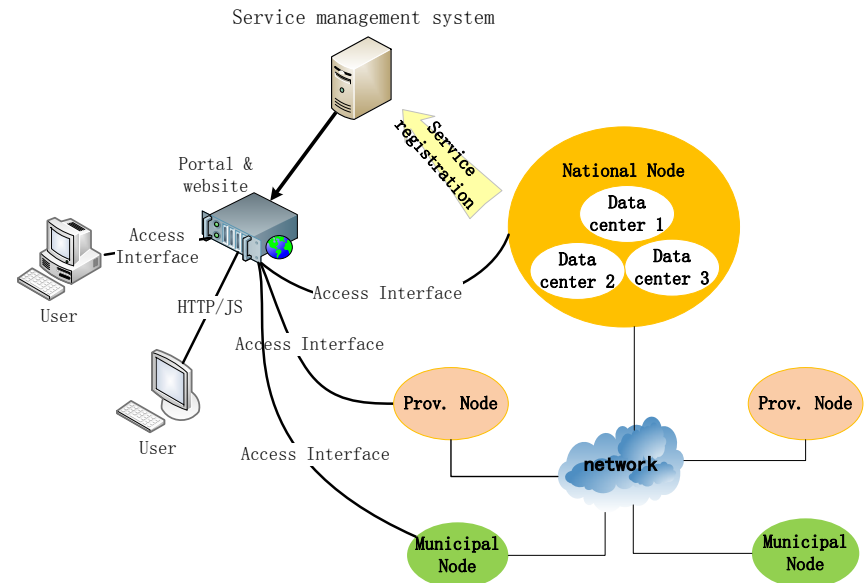 Service management system
Service
registration
Portal &
website
National Node
Data
center 1
Data
center 2
Data
center 3
Access
Interface
User
HTTP/JS
Access Interface
Access Interface
User
Prov. Node
Prov. Node
Access Interface
network
Municipal
Node
Municipal
Node